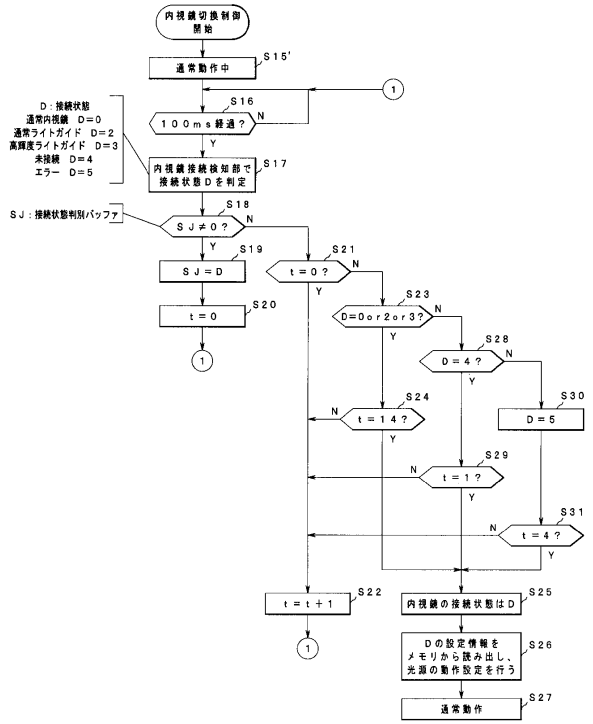 内視鏡切換制御
開始
S15'
通常動作中
1
S16
100ms経過?
N
Y
D:接続状態
通常内視鏡 D=0
通常ライトガイド D=2
高輝度ライトガイド D=3
未接続 D=4
エラー D=5
S17
内視鏡接続検知部で
接続状態Dを判定
SJ:接続状態判別バッファ
S18
SJ≠0?
N
Y
S19
SJ=D
S20
t=0
1
S21
t=0?
N
Y
S23
D=0or2or3?
N
Y
S28
D=4?
N
Y
S24
t=14?
N
Y
S30
D=5
S29
t=1?
N
Y
S31
t=4?
N
Y
S22
t=t+1
1
S25
内視鏡の接続状態はD
S26
Dの設定情報を
メモリから読み出し、
光源の動作設定を行う
S27
通常動作